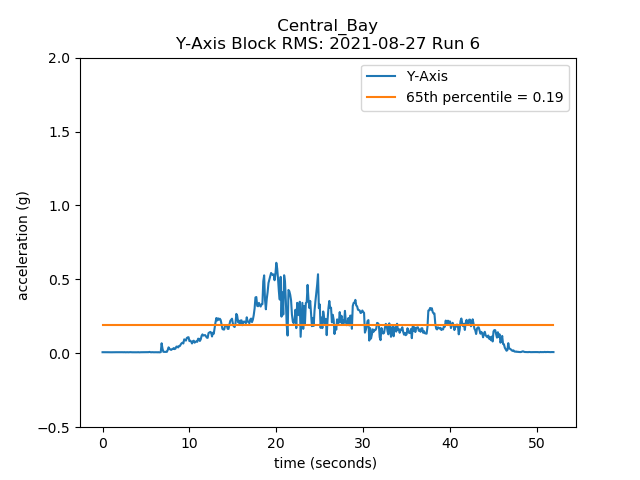 Central_Bay
Y-Axis Block RMS: 2021-08-27 Run 6
Y-Axis
65th percentile = 0.19
2.0
1.5
1.0
0.5
0.0
−0.5
acceleration (g)
0
10
20
30
40
50
time (seconds)